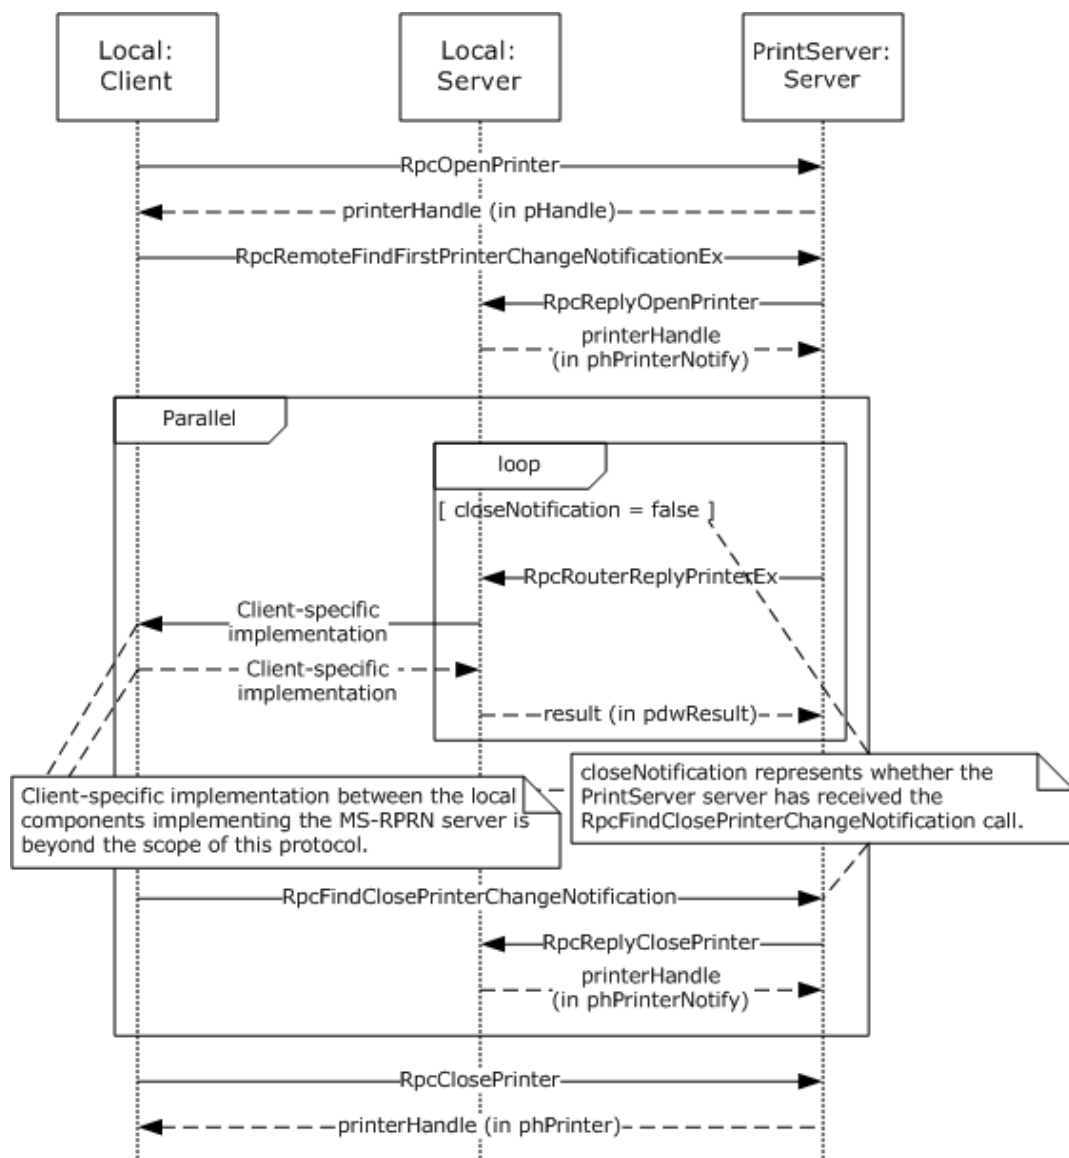 Local:
Client
Local:
Server
PrintServer:
Server
RpcOpenPrinter
printerHandle (in pHandle)
RpcRemoteFindFirstPrinterChangeNotificationEx
RpcReplyOpenPrinter
printerHandle
(in phPrinterNotify)
Parallel
loop
[ closeNotification = false ]
RpcRouterReplyPrinterEx
Client-specific
implementation
Client-specific
implementation
result (in pdwResult)
closeNotification represents whether the
PrintServer server has received the
RpcFindClosePrinterChangeNotification call.
Client-specific implementation between the local
components implementing the MS-RPRN server is
beyond the scope of this protocol.
RpcFindClosePrinterChangeNotification
RpcReplyClosePrinter
printerHandle
(in phPrinterNotify)
RpcClosePrinter
printerHandle (in phPrinter)